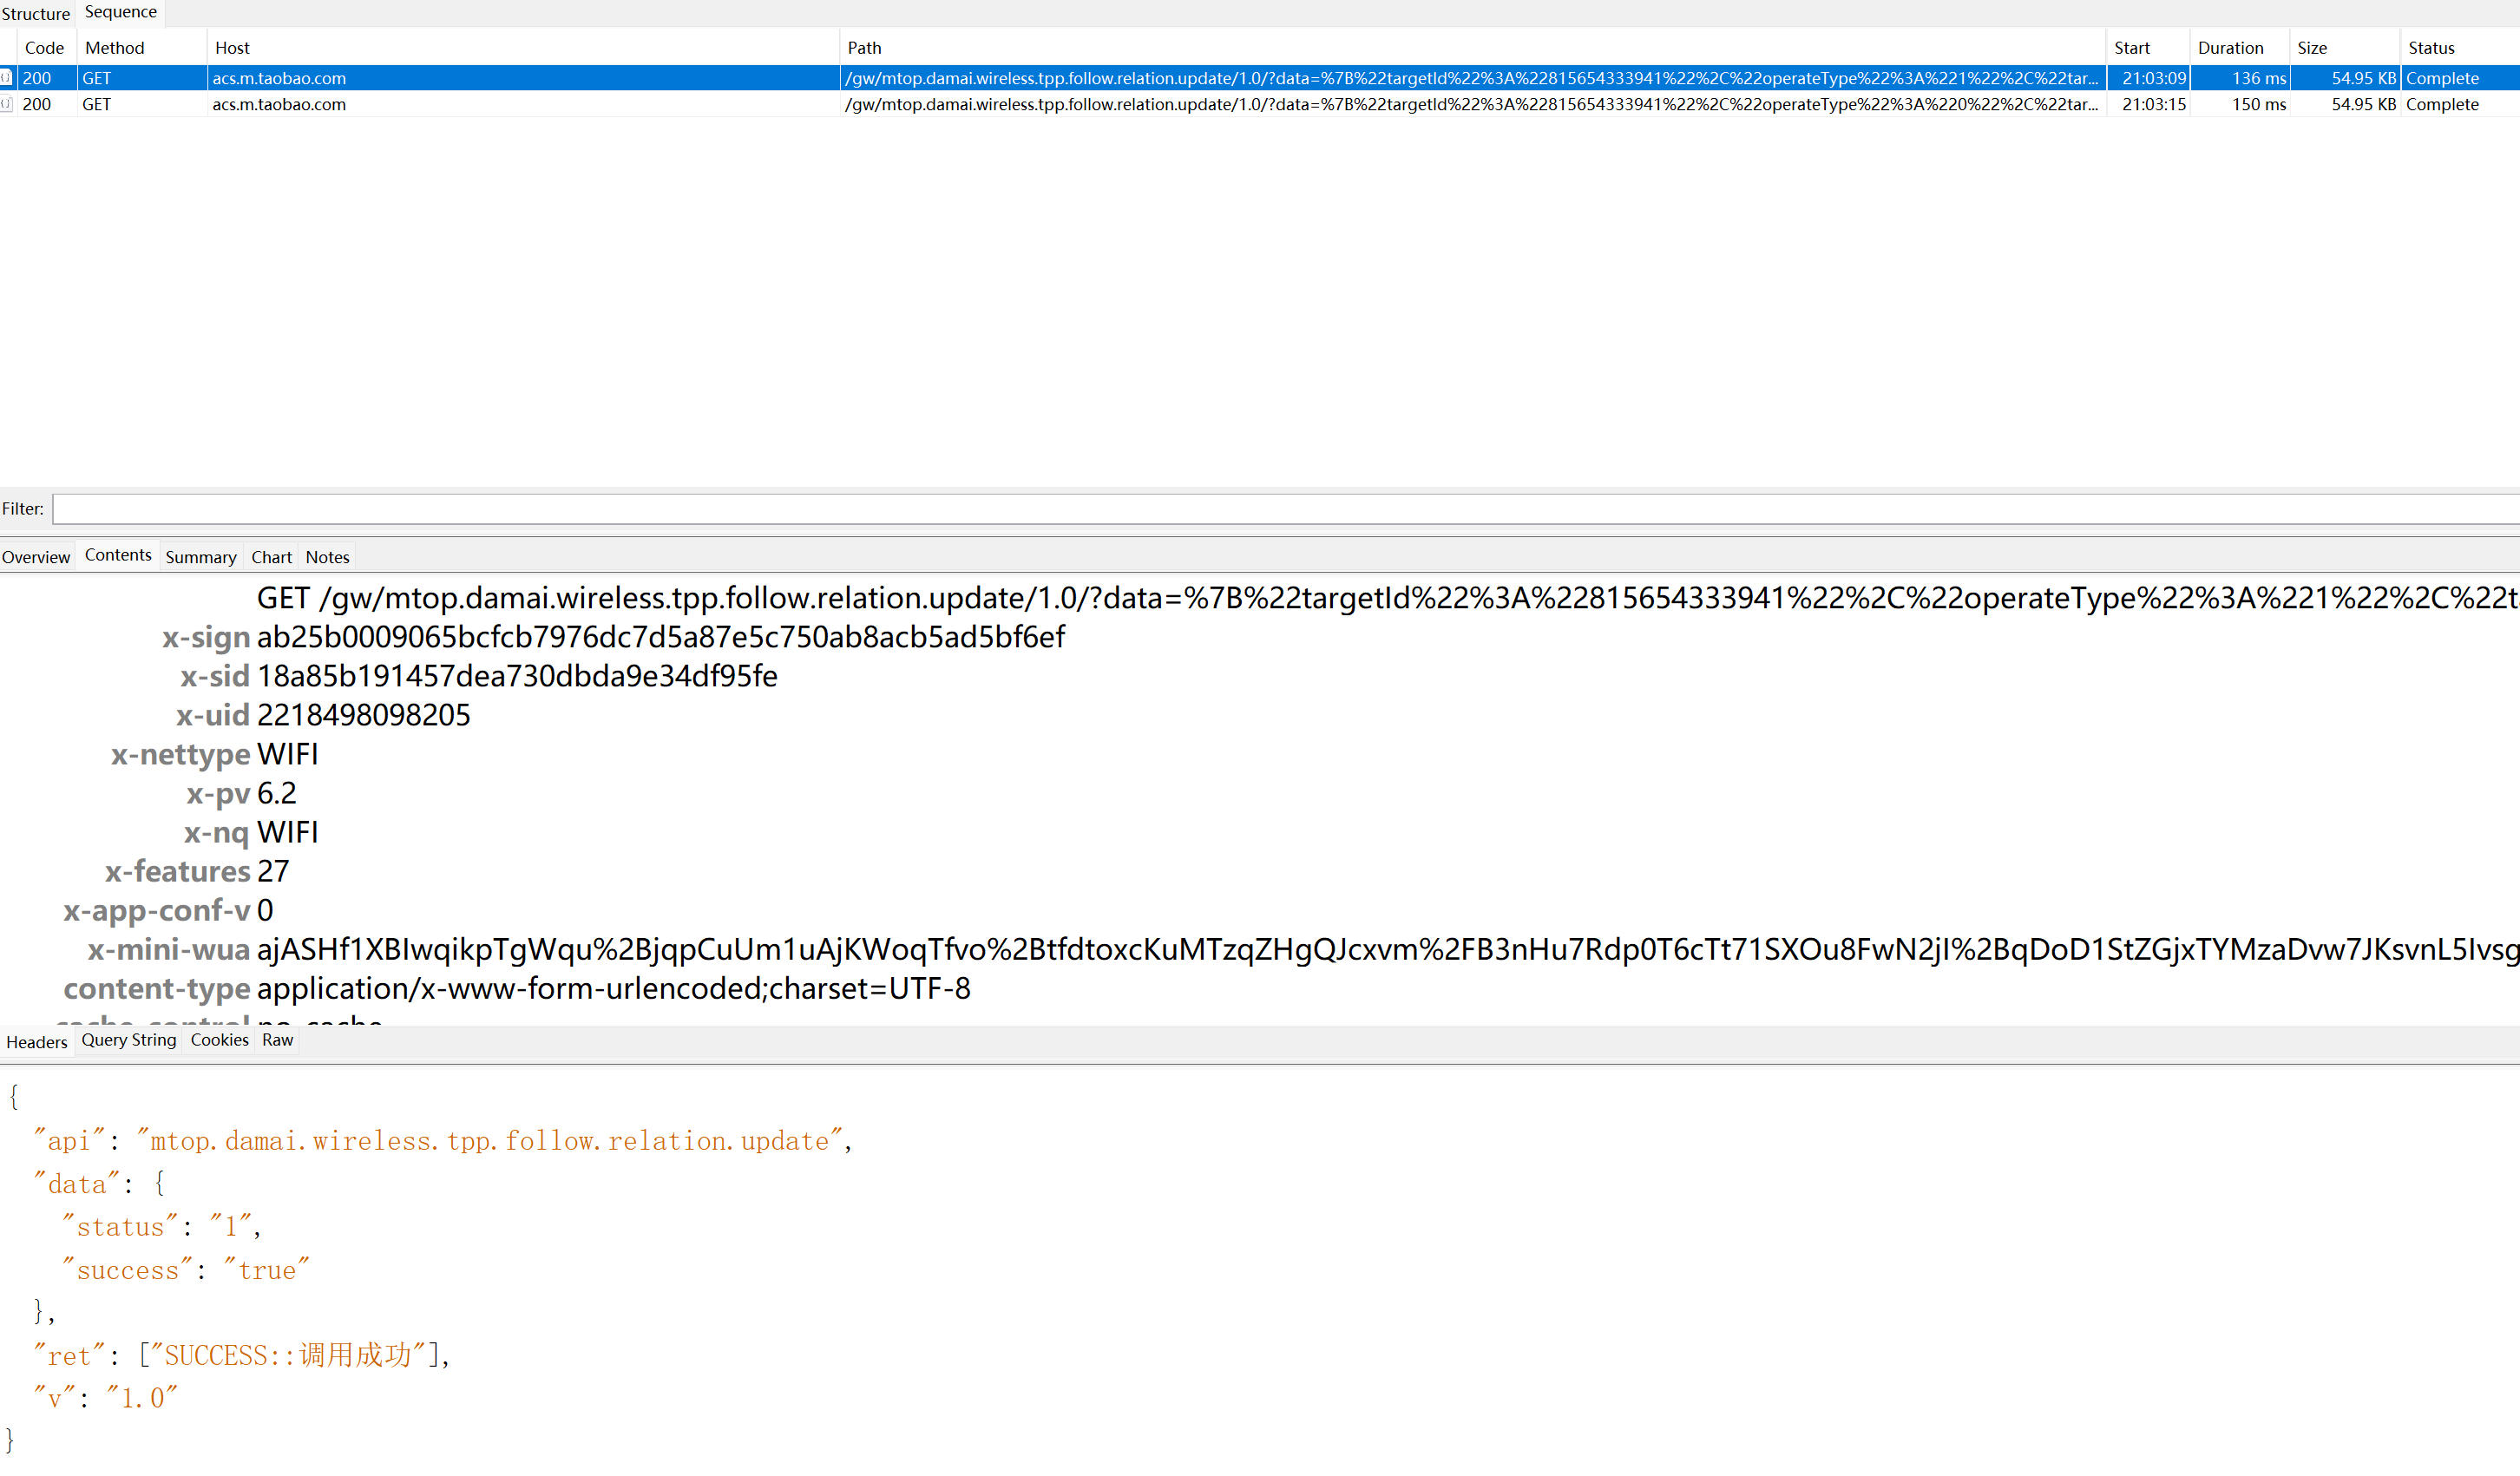 Structure Sequence
Code Method Host Path Start Duration Size Status
200 GET acs.m.taobao.com /gw/mtop.damai.wireless.tpp.follow.relation.update/1.0/?data=%7B%22targetId%22%3A%22815654333941%22%2C%22operateType%22%3A%221%22%2C%22tar... 21:03:09 136 ms 54.95 KB Complete
200 GET acs.m.taobao.com /gw/mtop.damai.wireless.tpp.follow.relation.update/1.0/?data=%7B%22targetId%22%3A%22815654333941%22%2C%22operateType%22%3A%220%22%2C%22tar... 21:03:15 150 ms 54.95 KB Complete
Filter:
Overview Contents Summary Chart Notes
GET /gw/mtop.damai.wireless.tpp.follow.relation.update/1.0/?data=%7B%22targetId%22%3A%22815654333941%22%2C%22operateType%22%3A%221%22%2C%22t
x-sign ab25b0009065bcfcb7976dc7d5a87e5c750ab8acb5ad5bf6ef
x-sid 18a85b191457dea730dbda9e34df95fe
x-uid 2218498098205
x-nettype WIFI
x-pv 6.2
x-nq WIFI
x-features 27
x-app-conf-v 0
x-mini-wua ajASHf1XBIwqikpTgWqu%2BjqpCuUm1uAjKWoqTfvo%2BtfdtoxcKuMTzqZHgQJcxvm%2FB3nHu7Rdp0T6cTt71SXOu8FwN2jI%2BqDoD1StZGjxTYMzaDvw7JKsvnL5Ivsg
content-type application/x-www-form-urlencoded;charset=UTF-8
cache-control no-cache
Headers Query String Cookies Raw
{
"api": "mtop.damai.wireless.tpp.follow.relation.update",
"data": {
"status": "1",
"success": "true"
},
"ret": ["SUCCESS::调用成功"],
"v": "1.0"
}